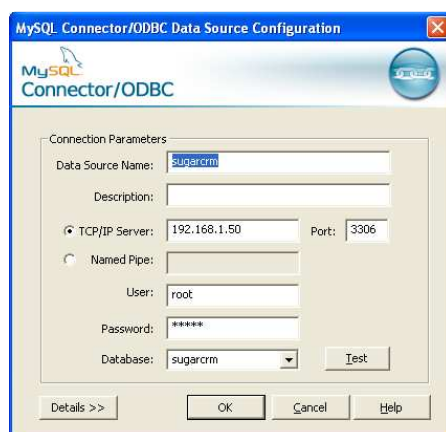 MySQL Connector/ODBC Data Source Configuration
MySQL
Connector/ODBC
Connection Parameters
Data Source Name: sugarcrm
Description:
TCP/IP Server: 192.168.1.50 Port: 3306
Named Pipe:
User: root
Password: *****
Database: sugarcrm Test
Details >> OK Cancel Help